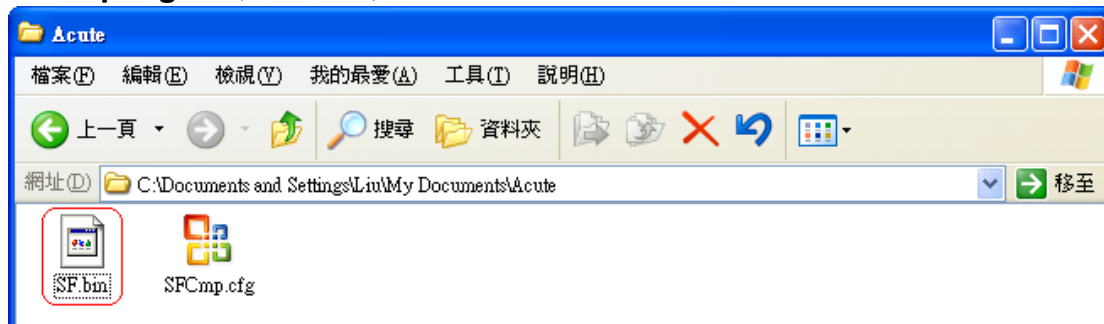 Acute
檔案(F) 編輯(E) 檢視(V) 我的最愛(A) 工具(T) 說明(H)
上一頁 搜尋 資料夾
網址(D) C:\Documents and Settings\Liu\My Documents\Acute 移至
SF.bin SFCmp.cfg